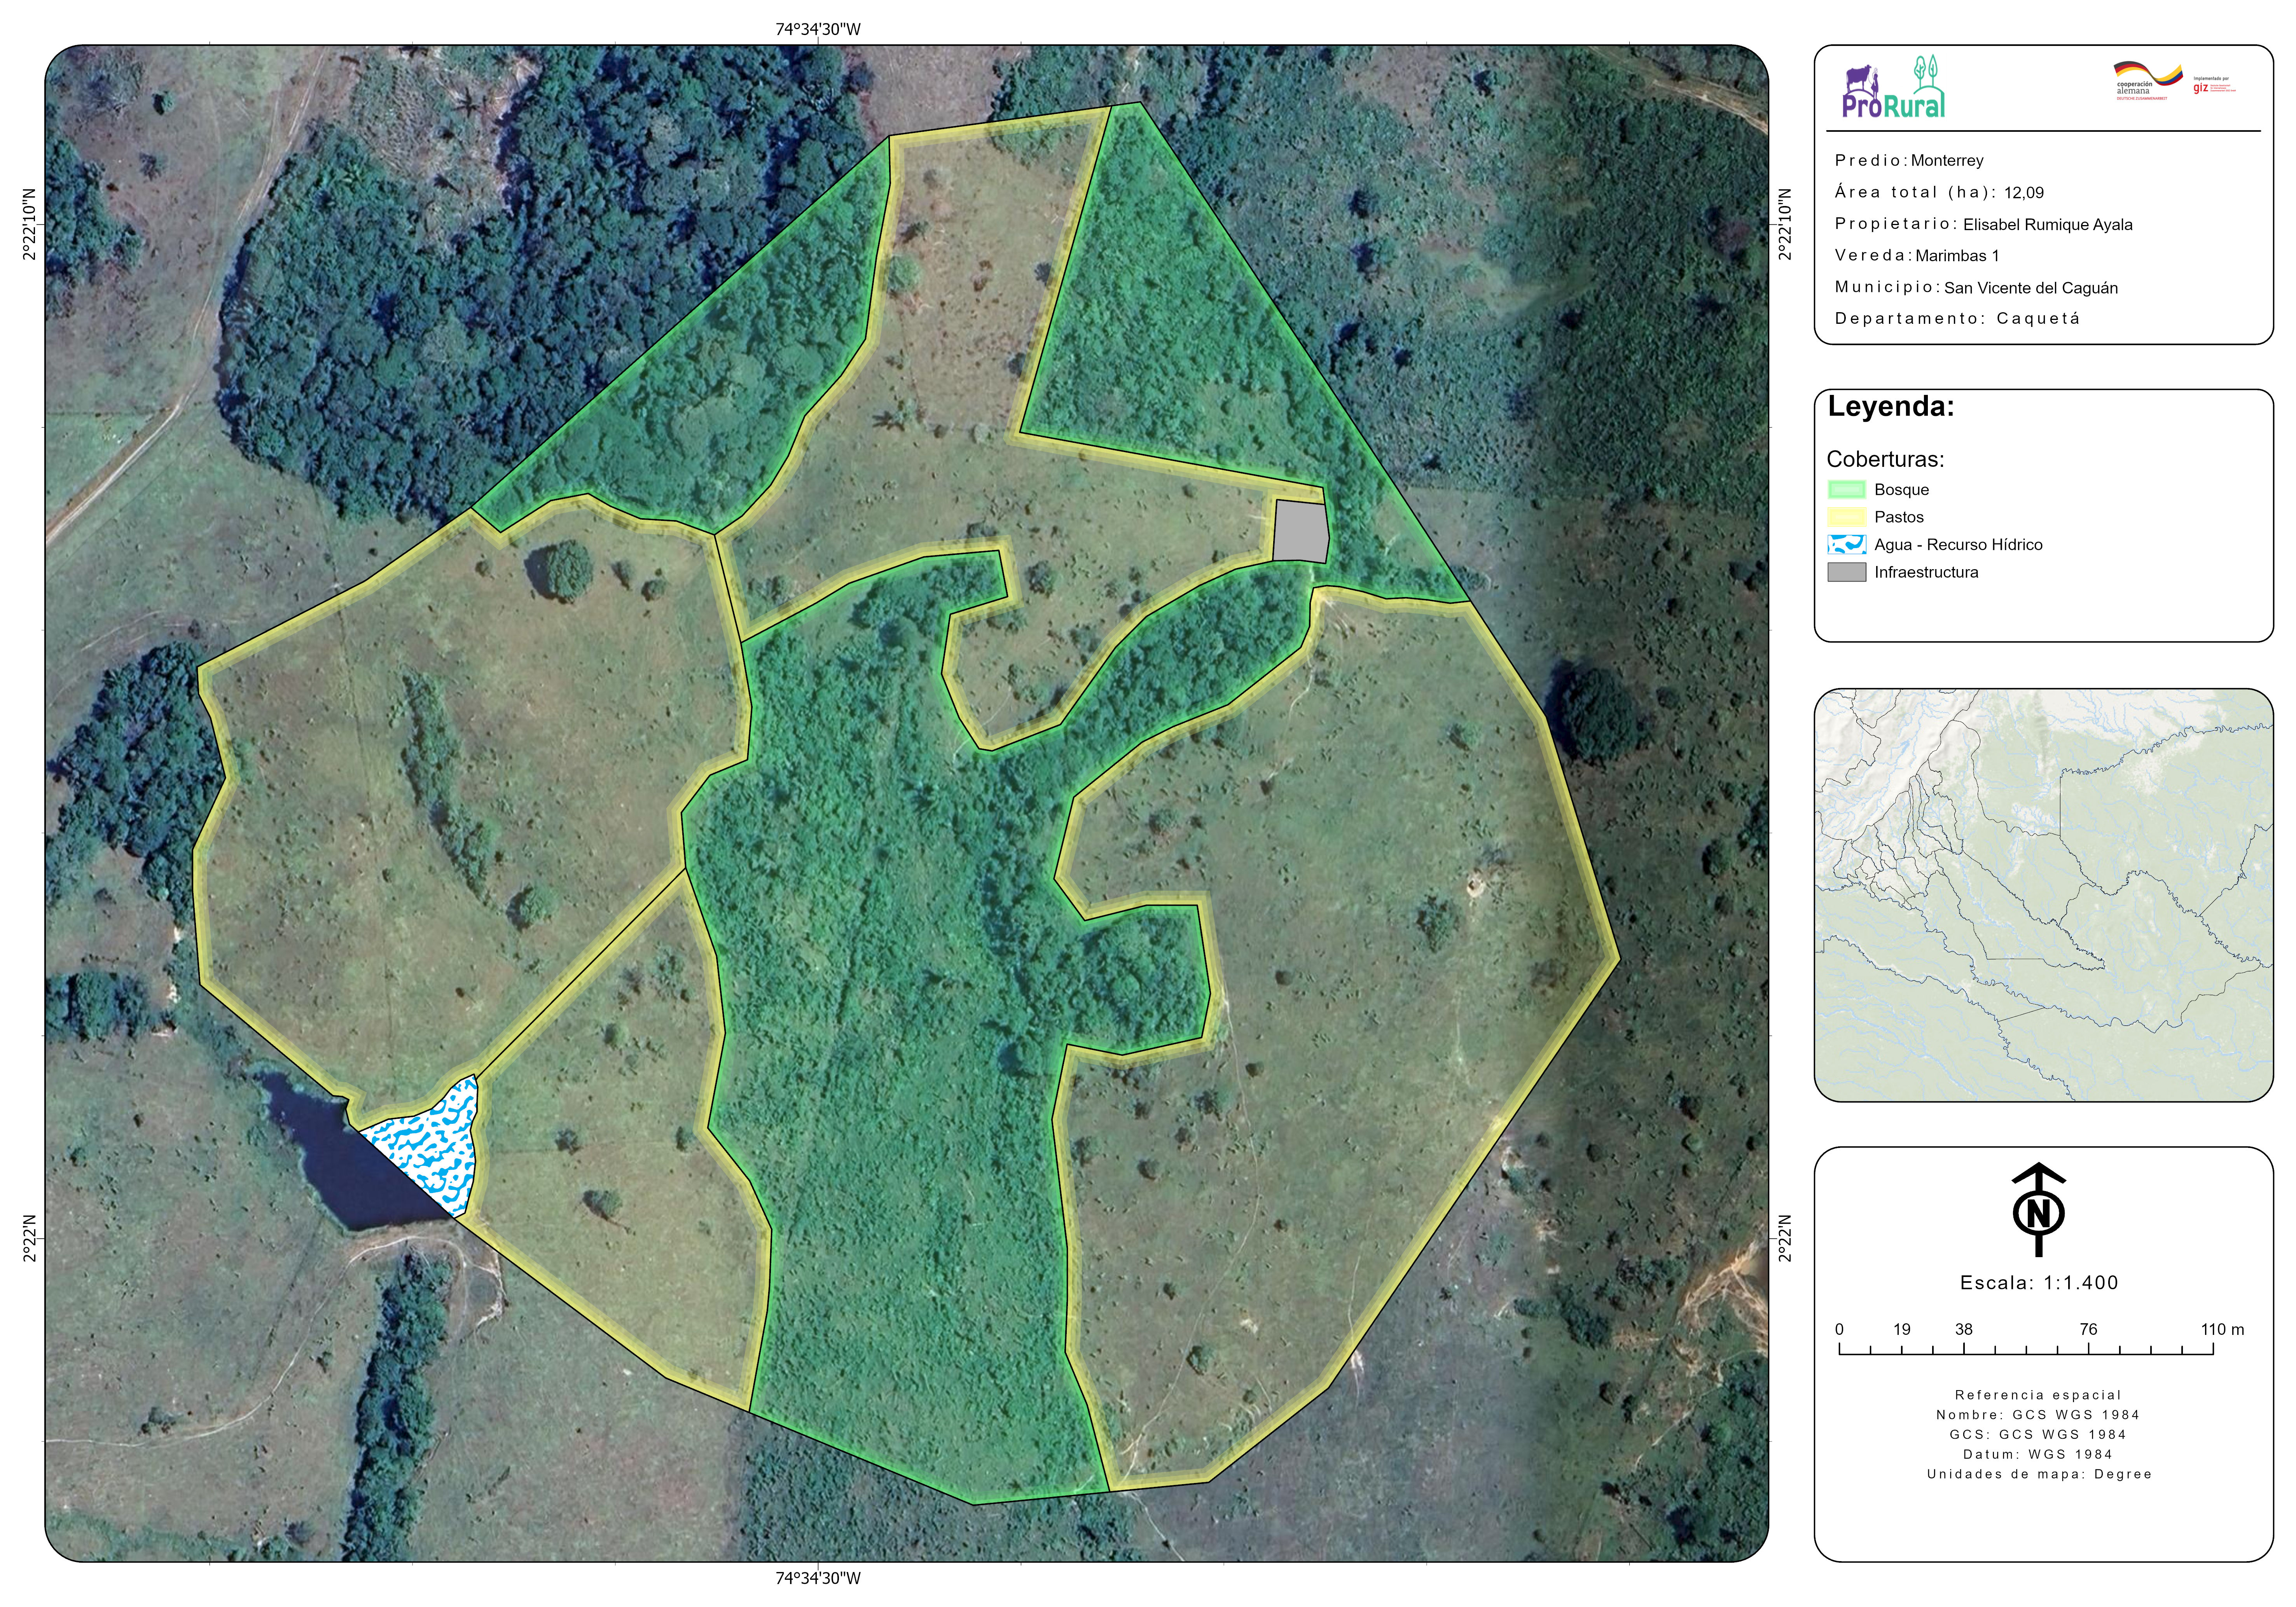 74°34'30"W
2°22'10"N
2°22'10"N
2°22'N
2°22'N
74°34'30"W
ProRural
cooperación
alemana
DEUTSCHE ZUSAMMENARBEIT
Implementada por
giz
Predio: Monterrey
Área total (ha): 12,09
Propietario: Elisabel Rumique Ayala
Vereda: Marimbas 1
Municipio: San Vicente del Caguán
Departamento: Caquetá
Leyenda:
Coberturas:
Bosque
Pastos
Agua - Recurso Hídrico
Infraestructura
N
Escala: 1:1.400
0 19 38 76 110 m
Referencia espacial
Nombre: GCS WGS 1984
GCS: GCS WGS 1984
Datum: WGS 1984
Unidades de mapa: Degree